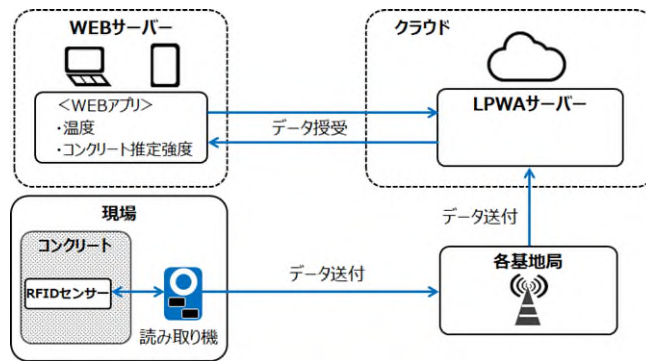 WEBサーバー
<WEBアプリ>
・温度
・コンクリート推定強度
データ授受
クラウド
LPWAサーバー
データ送付
現場
コンクリート
RFIDセンサー
読み取り機
データ送付
各基地局